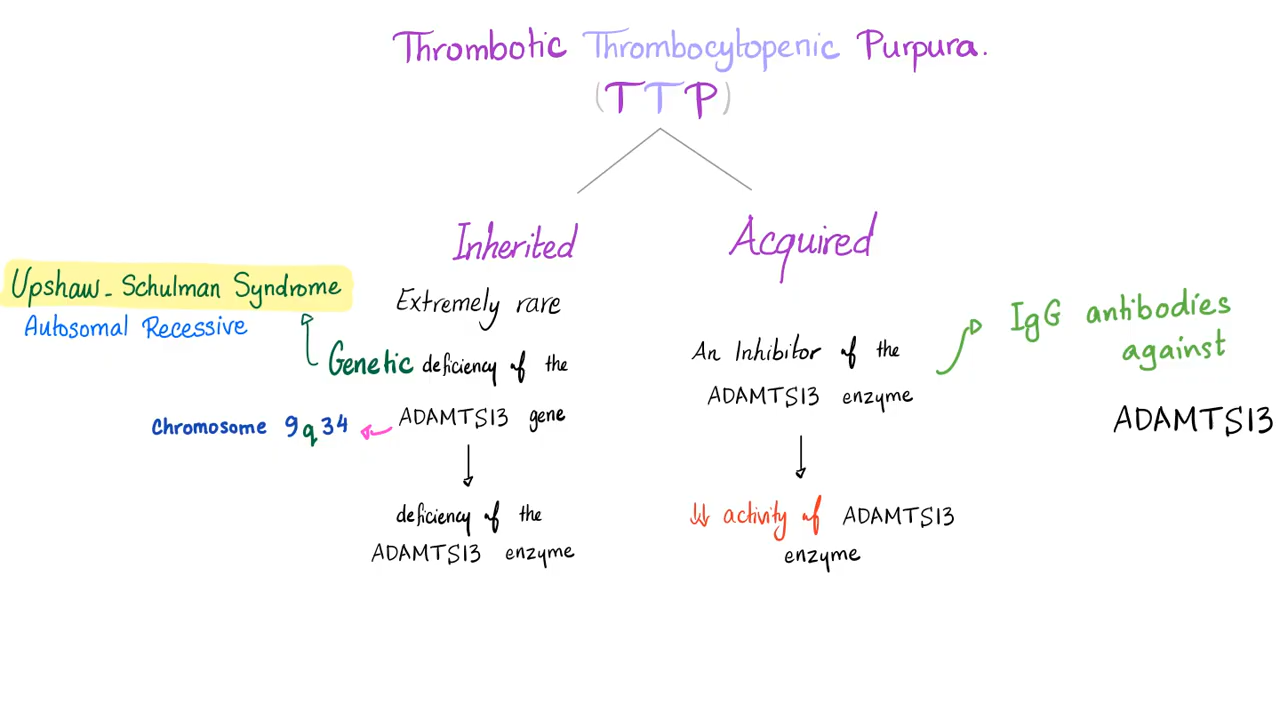 Thrombotic Thrombocytopenic Purpura.
(TTP)
Inherited
Extremely rare
Genetic deficiency of the
ADAMTS13 gene
deficiency of the
ADAMTS13 enzyme
Upshaw-Schulman Syndrome
Autosomal Recessive
Chromosome 9q34
Acquired
An Inhibitor of the
ADAMTS13 enzyme
↓↓ activity of ADAMTS13
enzyme
IgG antibodies
against
ADAMTS13